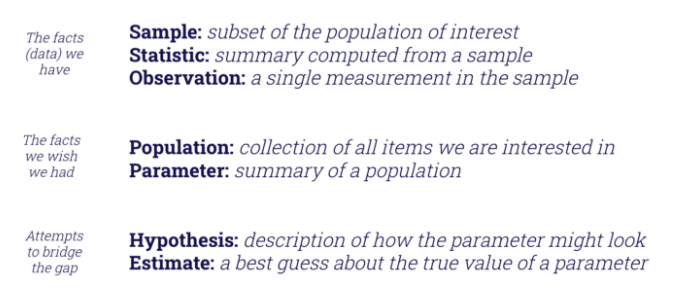 The facts
(data) we
have
Sample: subset of the population of interest
Statistic: summary computed from a sample
Observation: a single measurement in the sample
The facts
we wish
we had
Population: collection of all items we are interested in
Parameter: summary of a population
Attempts
to bridge
the gap
Hypothesis: description of how the parameter might look
Estimate: a best guess about the true value of a parameter